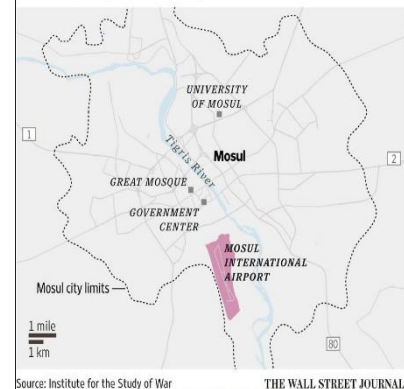 UNIVERSITY
OF MOSUL
1
Tigris River
Mosul
2
GREAT MOSQUE
GOVERNMENT
CENTER
MOSUL
INTERNATIONAL
AIRPORT
Mosul city limits
1 mile
1 km
80
Source: Institute for the Study of War
THE WALL STREET JOURNAL